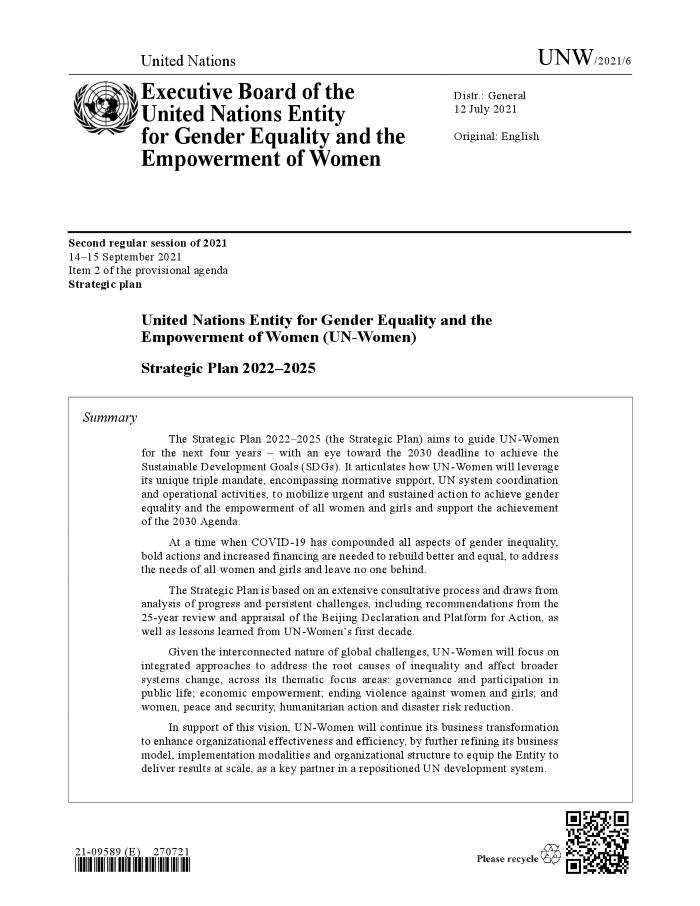 United Nations
UNW/2021/6
Executive Board of the
United Nations Entity
for Gender Equality and the
Empowerment of Women
Distr.: General
12 July 2021
Original: English
Second regular session of 2021
14–15 September 2021
Item 2 of the provisional agenda
Strategic plan
United Nations Entity for Gender Equality and the
Empowerment of Women (UN-Women)
Strategic Plan 2022–2025
Summary
The Strategic Plan 2022–2025 (the Strategic Plan) aims to guide UN-Women
for the next four years – with an eye toward the 2030 deadline to achieve the
Sustainable Development Goals (SDGs). It articulates how UN-Women will leverage
its unique triple mandate, encompassing normative support, UN system coordination
and operational activities, to mobilize urgent and sustained action to achieve gender
equality and the empowerment of all women and girls and support the achievement
of the 2030 Agenda.
At a time when COVID-19 has compounded all aspects of gender inequality,
bold actions and increased financing are needed to rebuild better and equal, to address
the needs of all women and girls and leave no one behind.
The Strategic Plan is based on an extensive consultative process and draws from
analysis of progress and persistent challenges, including recommendations from the
25-year review and appraisal of the Beijing Declaration and Platform for Action, as
well as lessons learned from UN-Women's first decade.
Given the interconnected nature of global challenges, UN-Women will focus on
integrated approaches to address the root causes of inequality and affect broader
systems change, across its thematic focus areas: governance and participation in
public life; economic empowerment; ending violence against women and girls; and
women, peace and security, humanitarian action and disaster risk reduction.
In support of this vision, UN-Women will continue its business transformation
to enhance organizational effectiveness and efficiency, by further refining its business
model, implementation modalities and organizational structure to equip the Entity to
deliver results at scale, as a key partner in a repositioned UN development system.
21-09589 (E) 270721
Please recycle